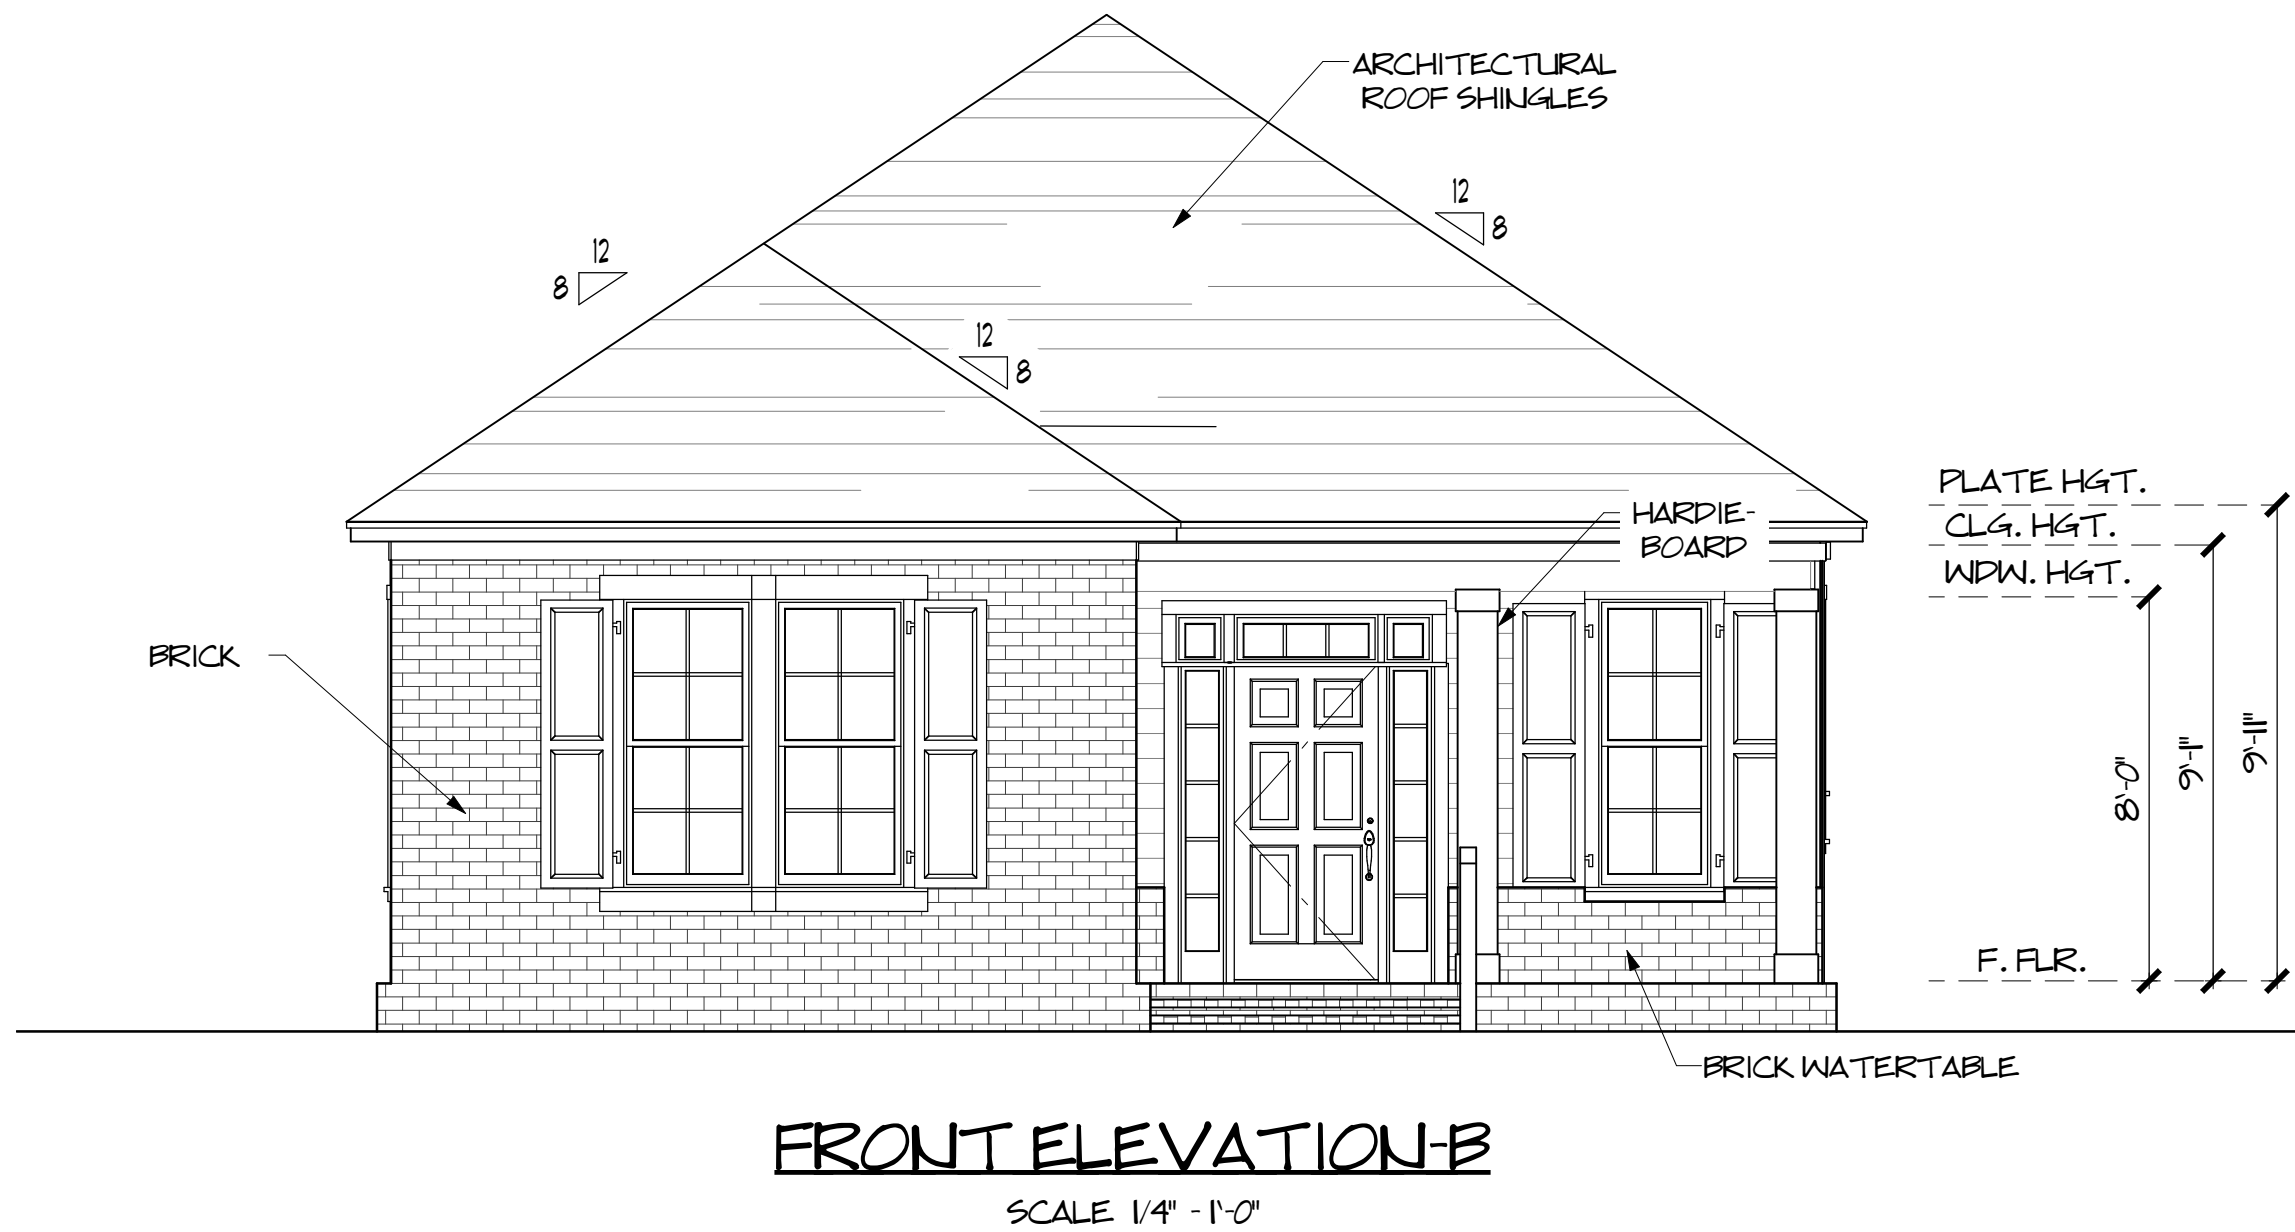 ARCHITECTURAL
ROOF SHINGLES
12
8
12
8
12
8
PLATE HGT.
CLG. HGT.
WDW. HGT.
HARDIE-
BOARD
BRICK
8'-0"
9'-1"
9'-11"
F. FLR.
BRICK WATERTABLE
FRONT ELEVATION-B
SCALE 1/4" - 1'-0"